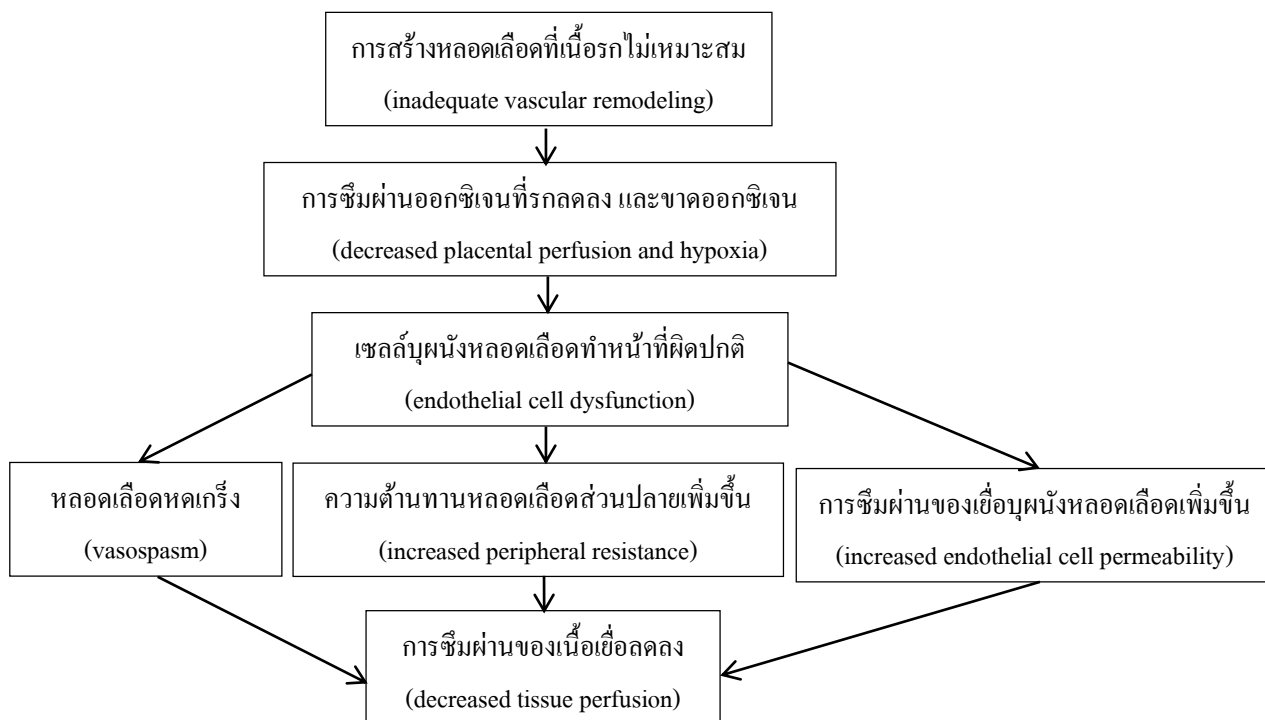 การสร้างหลอดเลือดที่เนื้อรกไม่เหมาะสม
(inadequate vascular remodeling)
การซึมผ่านออกซิเจนที่รกลดลง และขาดออกซิเจน
(decreased placental perfusion and hypoxia)
เซลล์บุผนังหลอดเลือดทำหน้าที่ผิดปกติ
(endothelial cell dysfunction)
หลอดเลือดหดเกร็ง
(vasospasm)
ความต้านทานหลอดเลือดส่วนปลายเพิ่มขึ้น
(increased peripheral resistance)
การซึมผ่านของเยื่อบุผนังหลอดเลือดเพิ่มขึ้น
(increased endothelial cell permeability)
การซึมผ่านของเนื้อเยื่อลดลง
(decreased tissue perfusion)